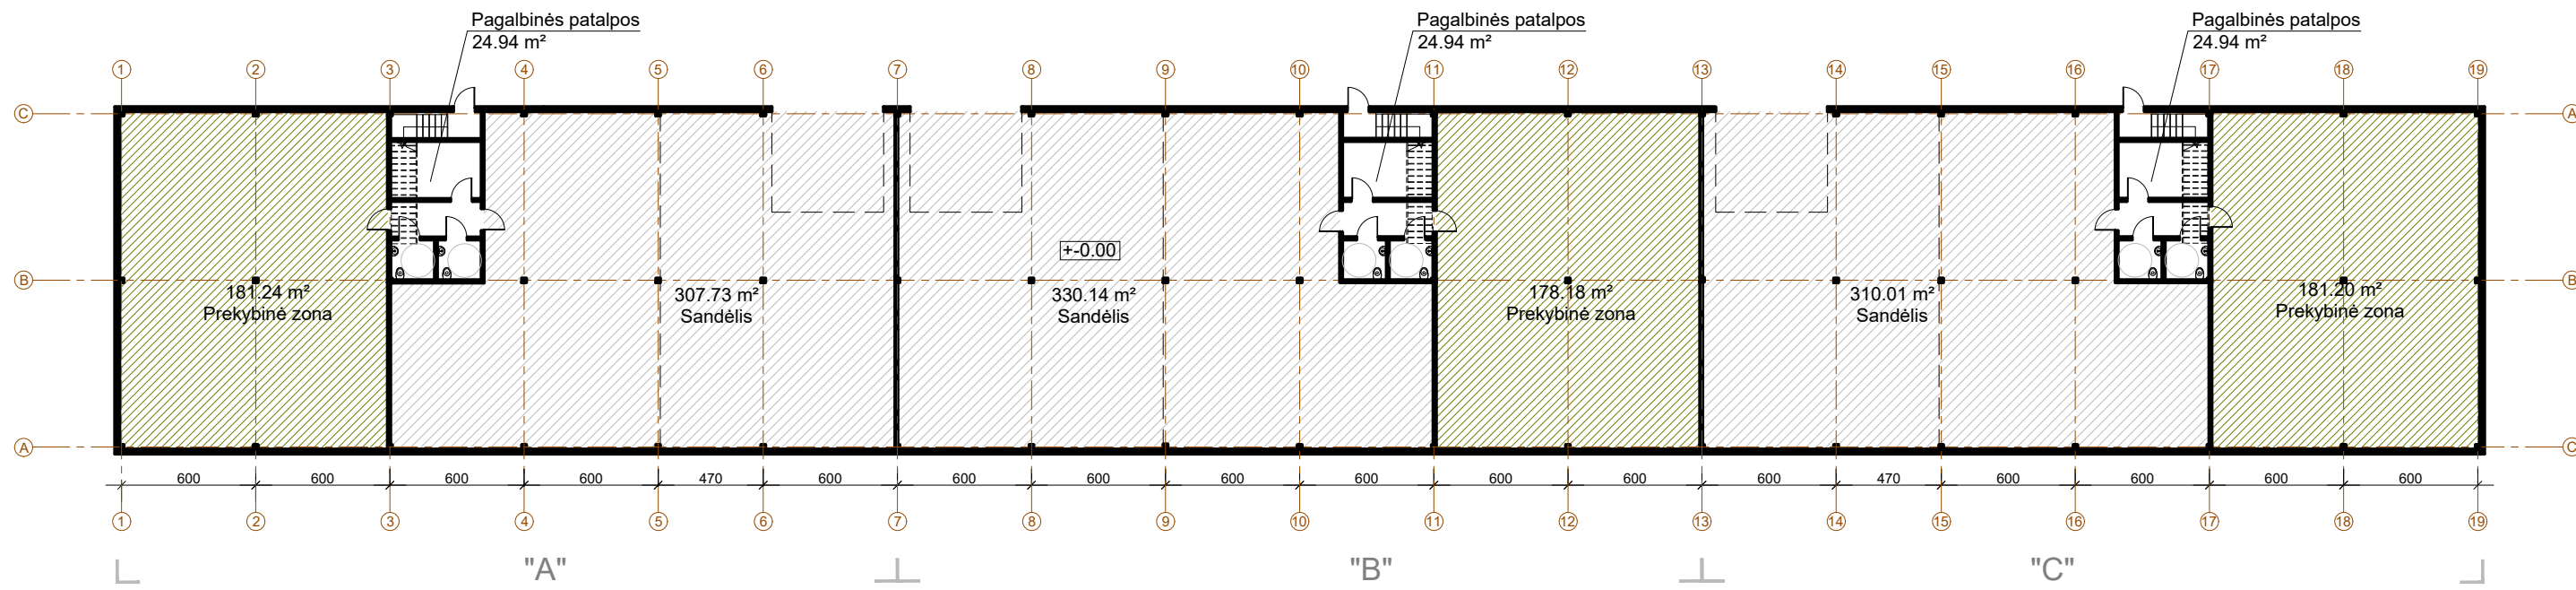 Pagalbinės patalpos
24.94 m²
Pagalbinės patalpos
24.94 m²
Pagalbinės patalpos
24.94 m²
1 2 3 4 5 6 7 8 9 10 11 12 13 14 15 16 17 18 19
C A
+-0.00
B B
181.24 m²
Prekybinė zona
307.73 m²
Sandėlis
330.14 m²
Sandėlis
178.18 m²
Prekybinė zona
310.01 m²
Sandėlis
181.20 m²
Prekybinė zona
A C
600 600 600 600 470 600 600 600 600 600 600 600 600 470 600 600 600 600
1 2 3 4 5 6 7 8 9 10 11 12 13 14 15 16 17 18 19
"A" "B" "C"